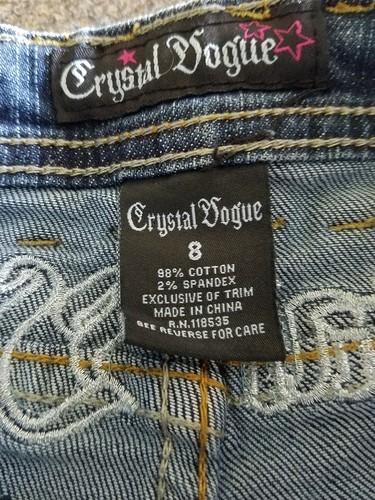 Crystal Vogue
Crystal Vogue
8
98% COTTON
2% SPANDEX
EXCLUSIVE OF TRIM
MADE IN CHINA
R.N.118535
SEE REVERSE FOR CARE